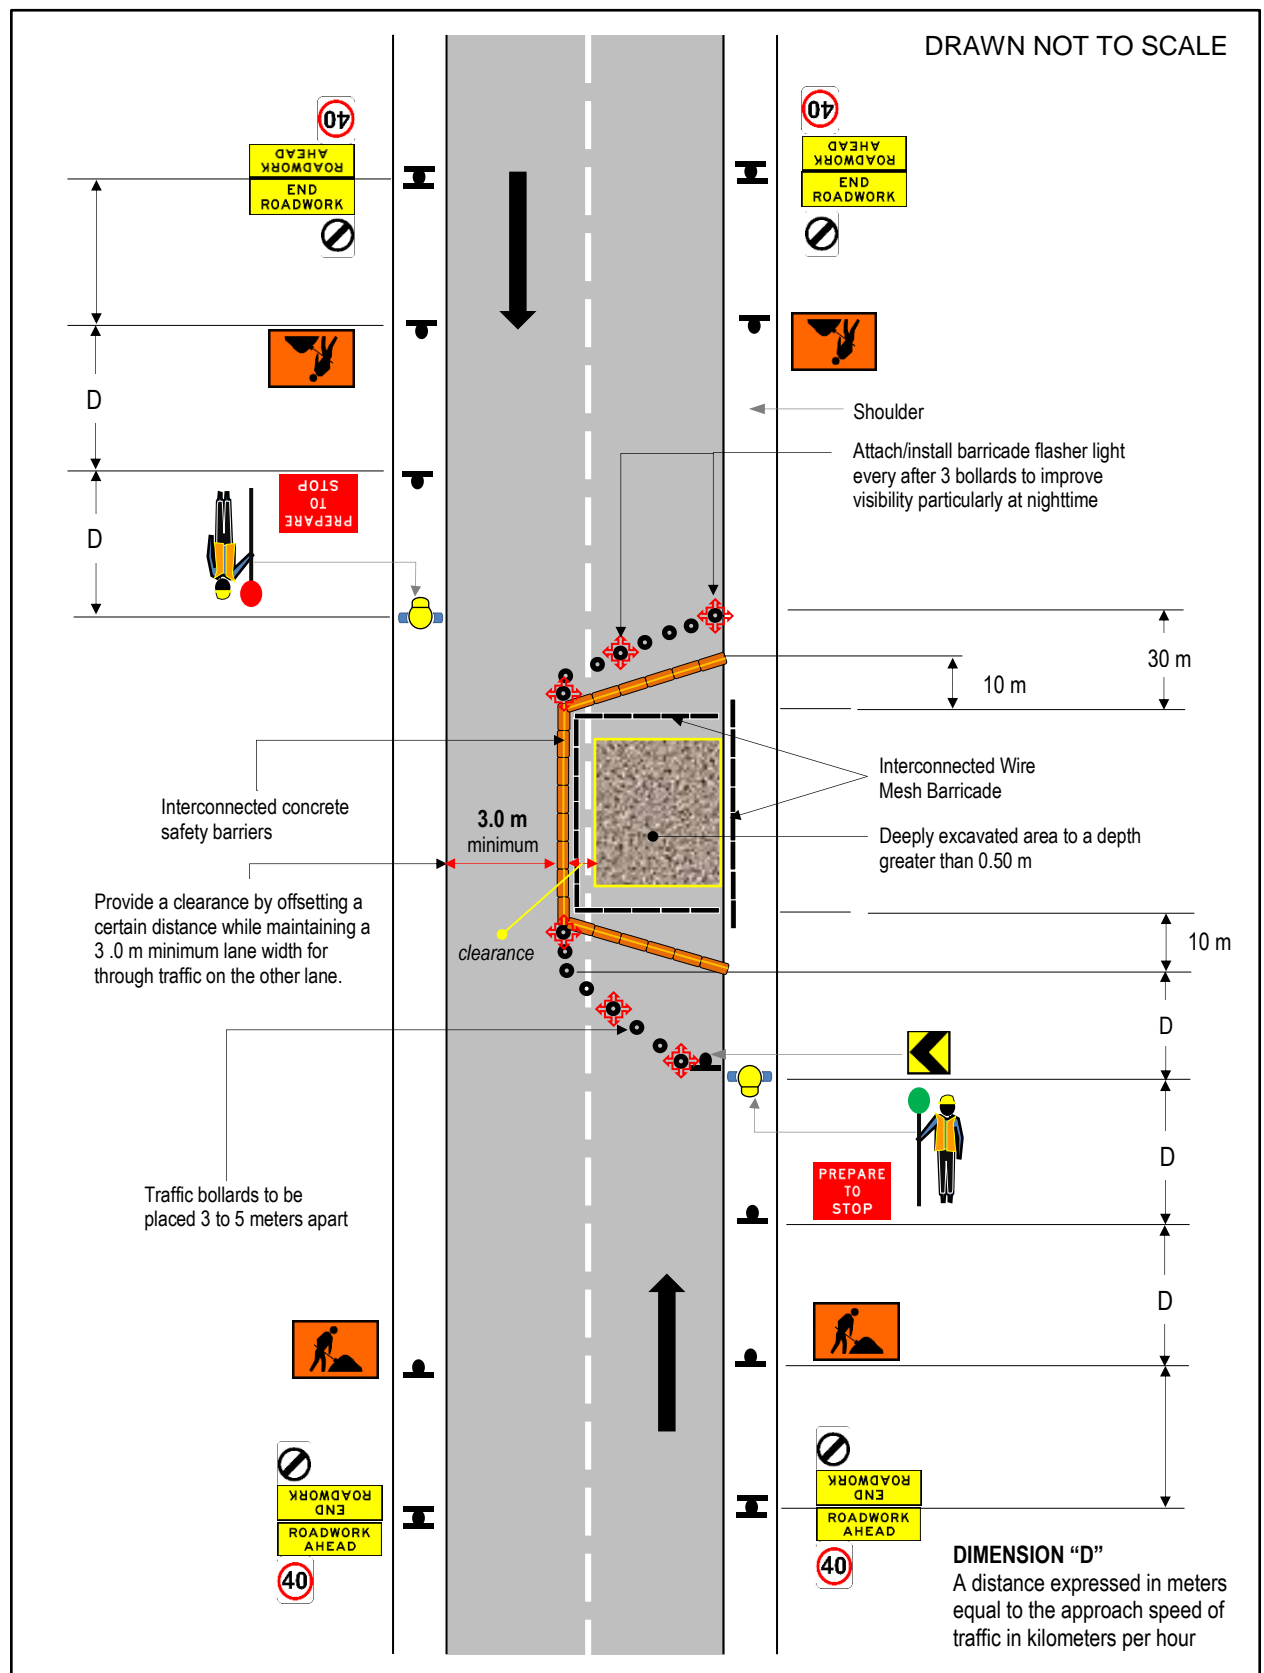 DRAWN NOT TO SCALE
40
ROADWORK
AHEAD
END
ROADWORK
40
ROADWORK
AHEAD
END
ROADWORK
D
Shoulder
Attach/install barricade flasher light
every after 3 bollards to improve
visibility particularly at nighttime
PREPARE
TO
STOP
D
30 m
10 m
Interconnected Wire
Mesh Barricade
Interconnected concrete
safety barriers
3.0 m
minimum
Deeply excavated area to a depth
greater than 0.50 m
Provide a clearance by offsetting a
certain distance while maintaining a
3 .0 m minimum lane width for
through traffic on the other lane.
clearance
10 m
D
D
PREPARE
TO
STOP
Traffic bollards to be
placed 3 to 5 meters apart
D
END
ROADWORK
ROADWORK
AHEAD
40
END
ROADWORK
ROADWORK
AHEAD
40
DIMENSION “D”
A distance expressed in meters
equal to the approach speed of
traffic in kilometers per hour